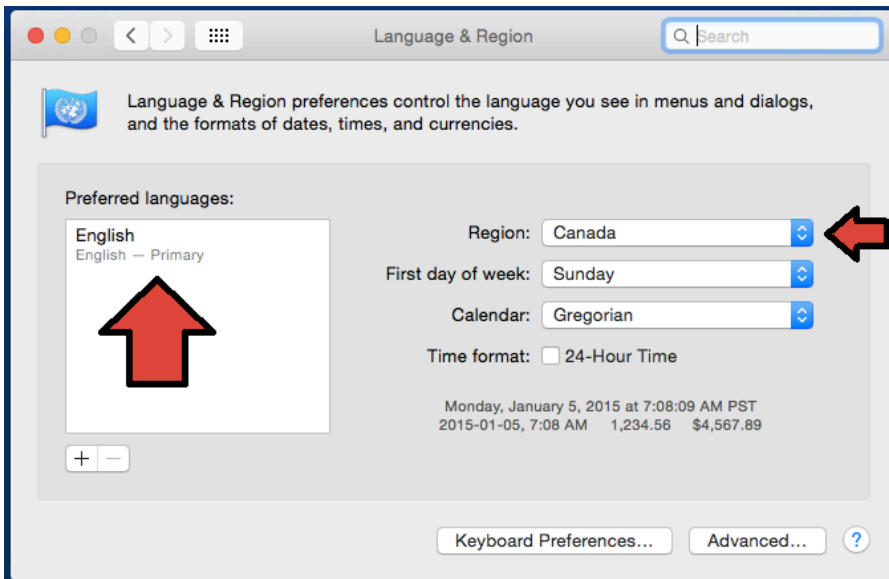 Language & Region
Search
Language & Region preferences control the language you see in menus and dialogs,
and the formats of dates, times, and currencies.
Preferred languages:
English
English — Primary
Region: Canada
First day of week: Sunday
Calendar: Gregorian
Time format: 24-Hour Time
Monday, January 5, 2015 at 7:08:09 AM PST
2015-01-05, 7:08 AM 1,234.56 $4,567.89
+ −
Keyboard Preferences... Advanced... ?